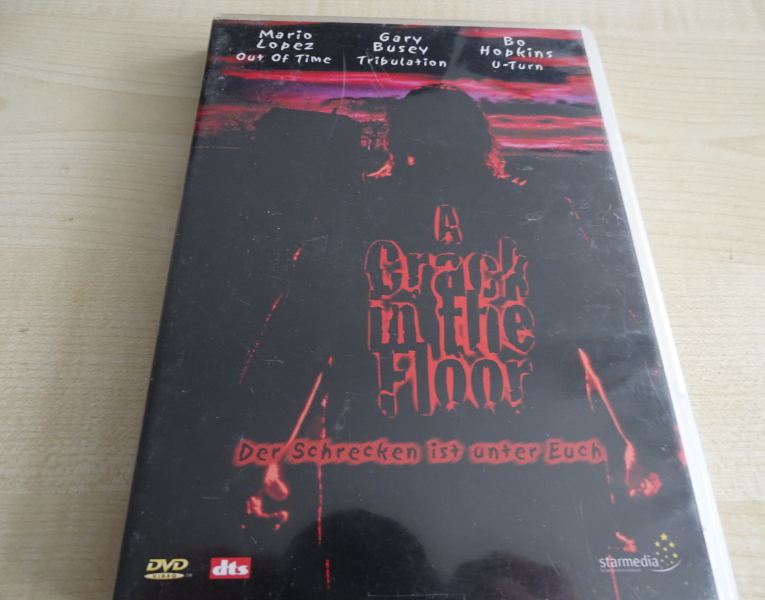 Mario Lopez
Out Of Time
Gary Busey
Tribulation
Bo Hopkins
U-Turn
A
Crack
in the
Floor
Der Schrecken ist unter Euch
DVD
VIDEO
dts
starmedia